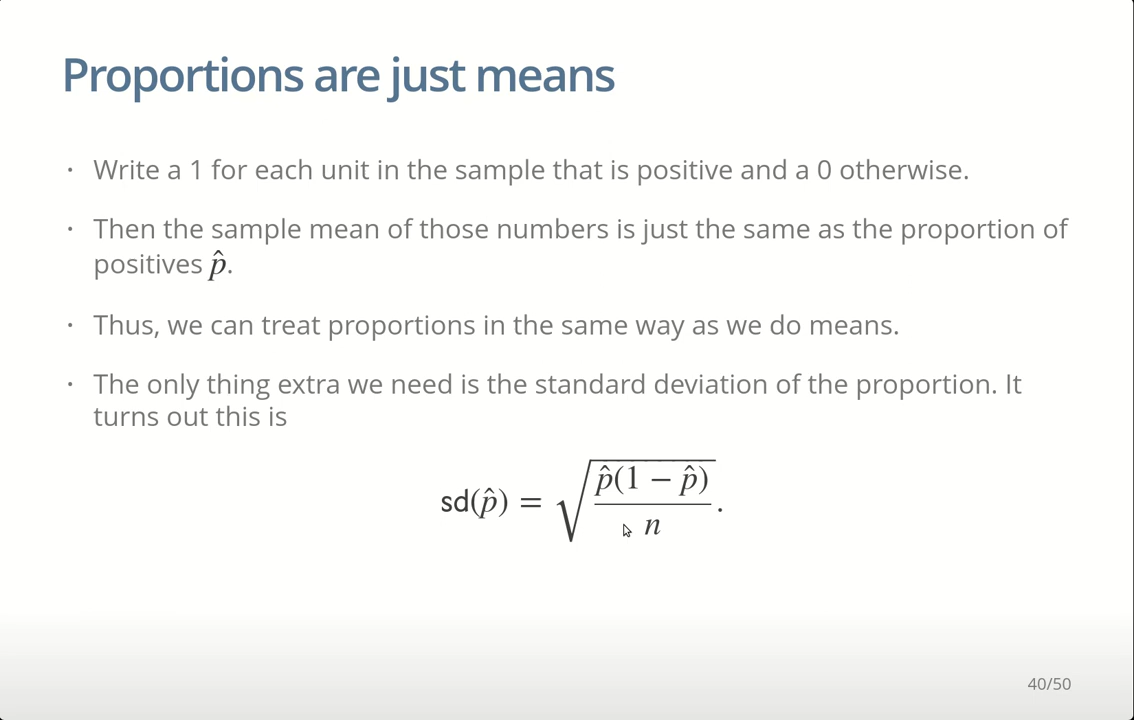 Proportions are just means
· Write a 1 for each unit in the sample that is positive and a 0 otherwise.
· Then the sample mean of those numbers is just the same as the proportion of
positives p̂.
· Thus, we can treat proportions in the same way as we do means.
· The only thing extra we need is the standard deviation of the proportion. It
turns out this is
sd(p̂) = √(p̂(1 − p̂)/n).
40/50